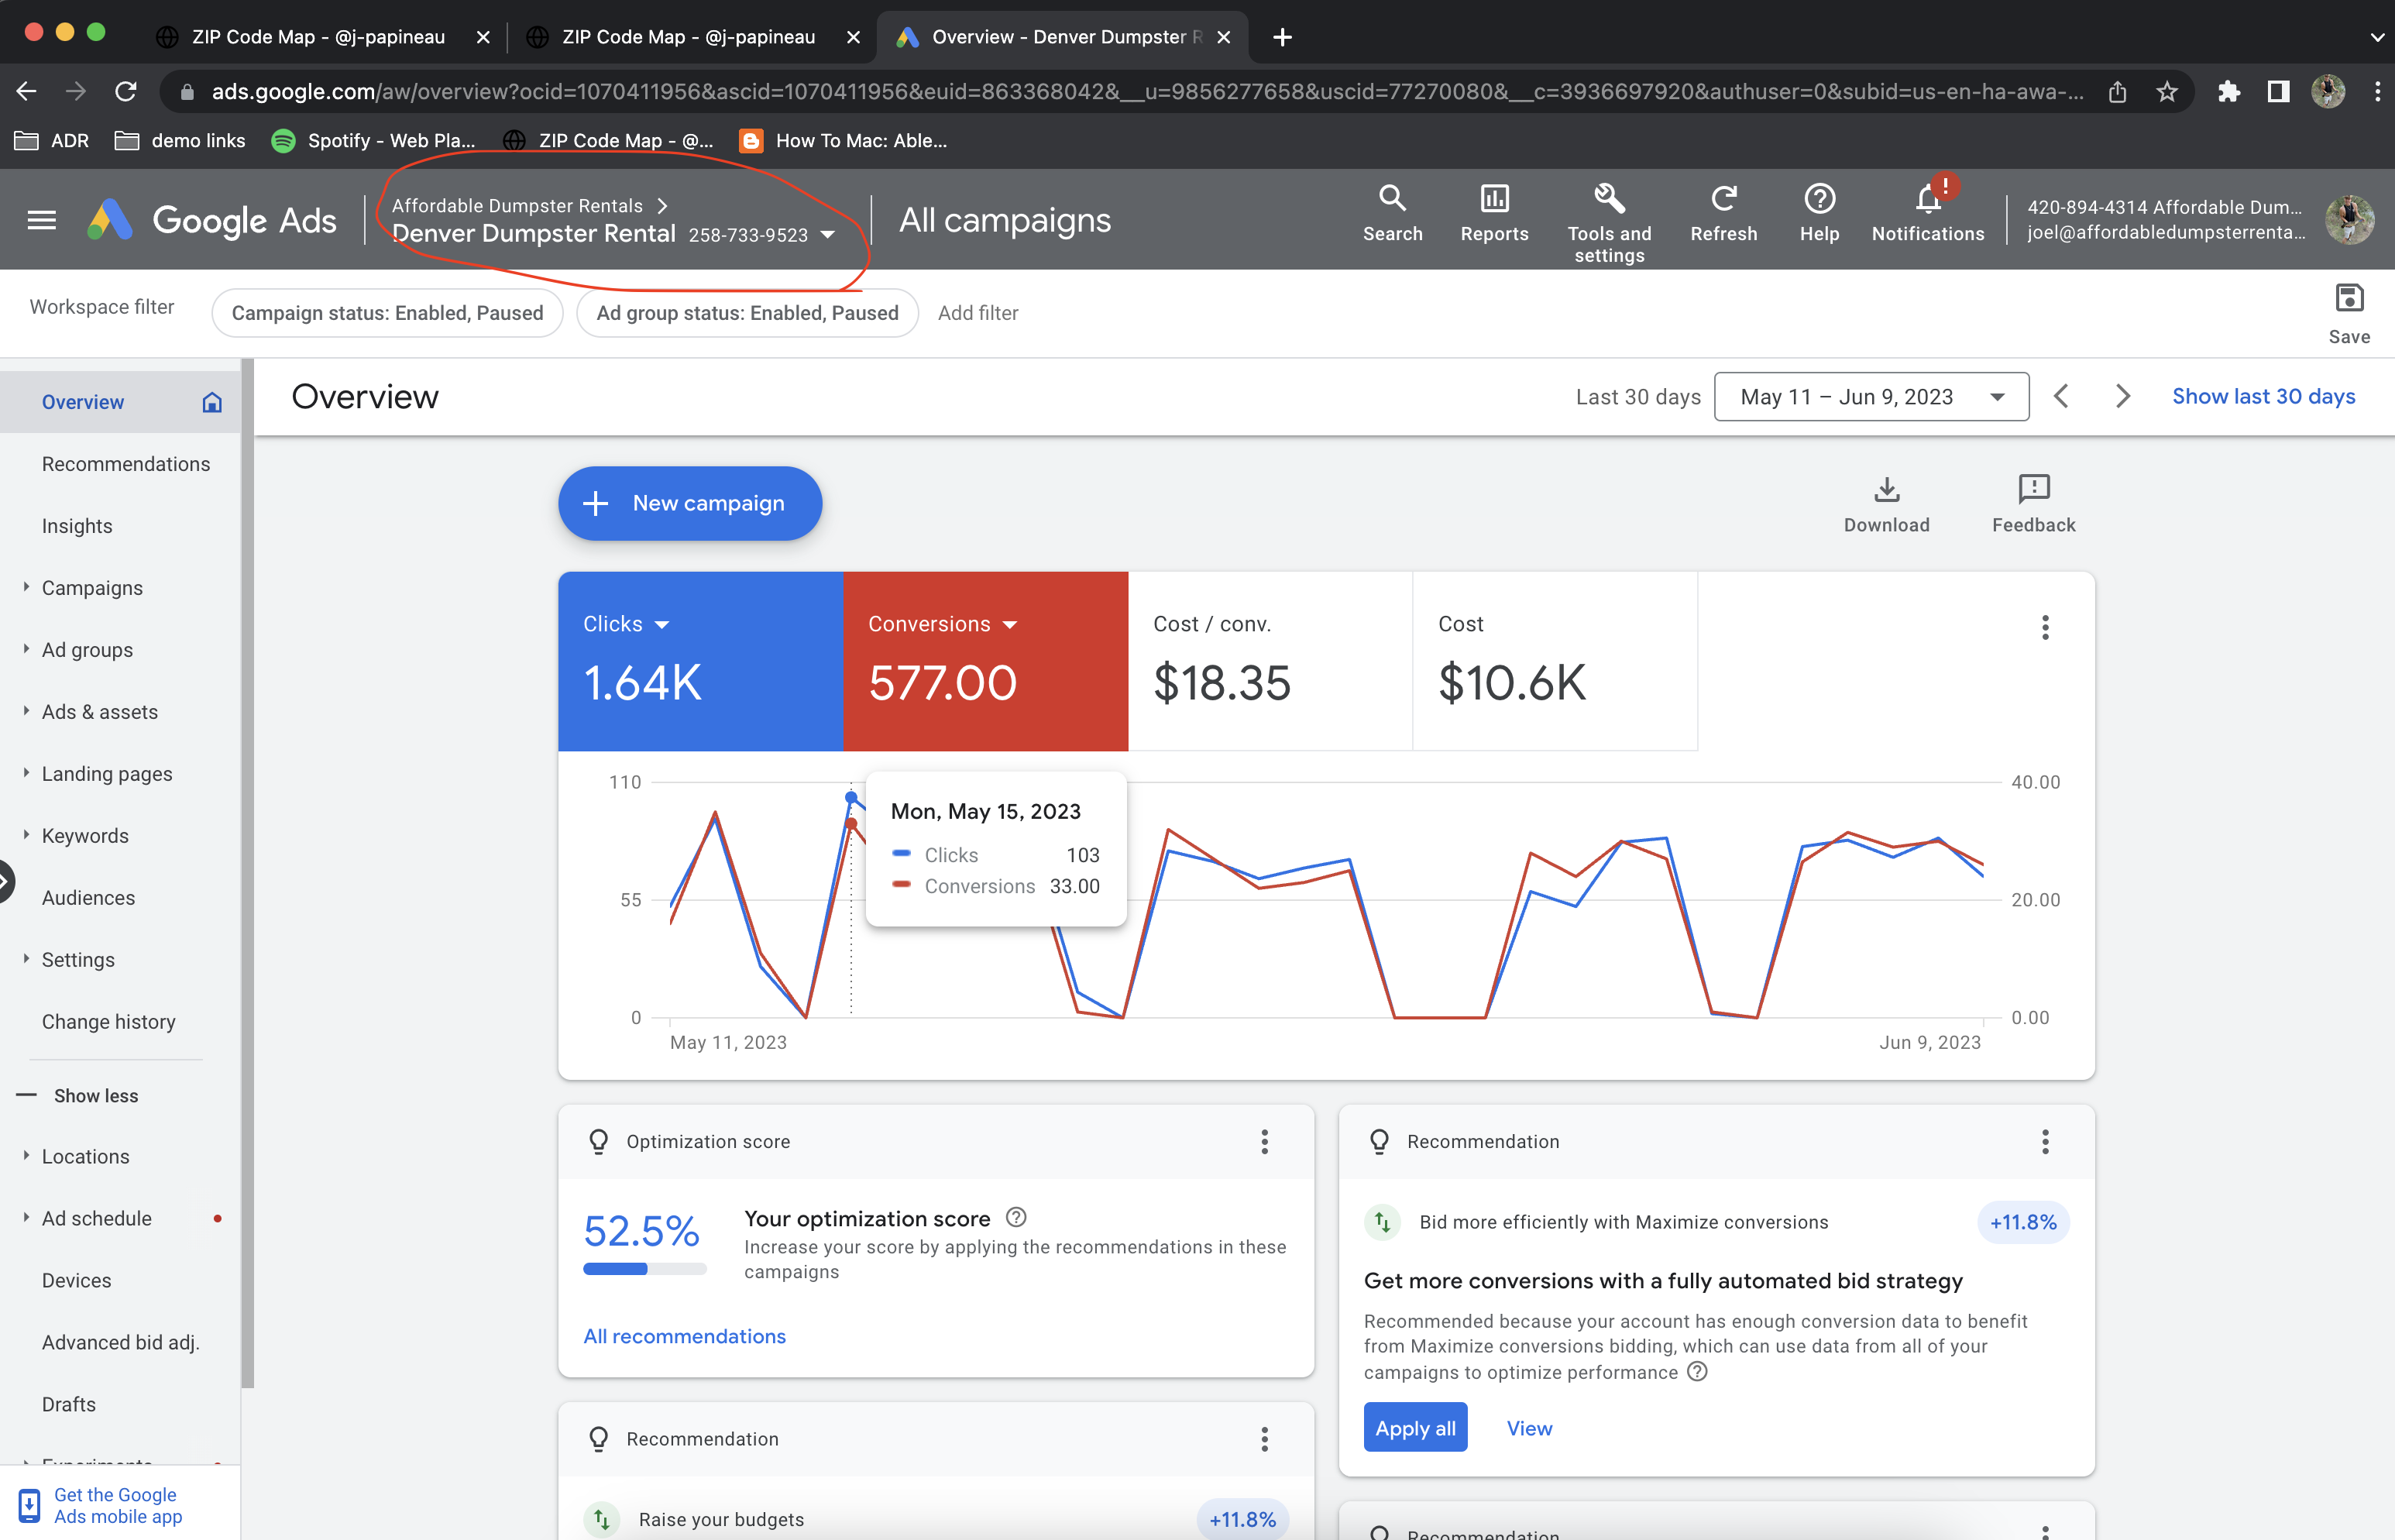 ZIP Code Map - @j-papineau
ZIP Code Map - @j-papineau
Overview - Denver Dumpster R
ads.google.com/aw/overview?ocid=1070411956&ascid=1070411956&euid=863368042&__u=9856277658&uscid=77270080&__c=3936697920&authuser=0&subid=us-en-ha-awa-...
ADR
demo links
Spotify - Web Pla...
ZIP Code Map - @...
How To Mac: Able...
Google Ads
Affordable Dumpster Rentals
Denver Dumpster Rental 258-733-9523
All campaigns
Search
Reports
Tools and
settings
Refresh
Help
!
Notifications
420-894-4314 Affordable Dum...
joel@affordabledumpsterrenta...
Workspace filter
Campaign status: Enabled, Paused
Ad group status: Enabled, Paused
Add filter
Save
Overview
Recommendations
Insights
Campaigns
Ad groups
Ads & assets
Landing pages
Keywords
Audiences
Settings
Change history
Show less
Locations
Ad schedule
Devices
Advanced bid adj.
Drafts
Experiments
Get the Google
Ads mobile app
Overview
Last 30 days
May 11 – Jun 9, 2023
Show last 30 days
New campaign
Download
Feedback
Clicks
1.64K
Conversions
577.00
Cost / conv.
$18.35
Cost
$10.6K
110
40.00
55
20.00
0
0.00
May 11, 2023
Jun 9, 2023
Mon, May 15, 2023
Clicks 103
Conversions 33.00
Optimization score
52.5%
Your optimization score
Increase your score by applying the recommendations in these
campaigns
All recommendations
Recommendation
Raise your budgets
+11.8%
Recommendation
Bid more efficiently with Maximize conversions
+11.8%
Get more conversions with a fully automated bid strategy
Recommended because your account has enough conversion data to benefit
from Maximize conversions bidding, which can use data from all of your
campaigns to optimize performance
Apply all
View
Recommendation